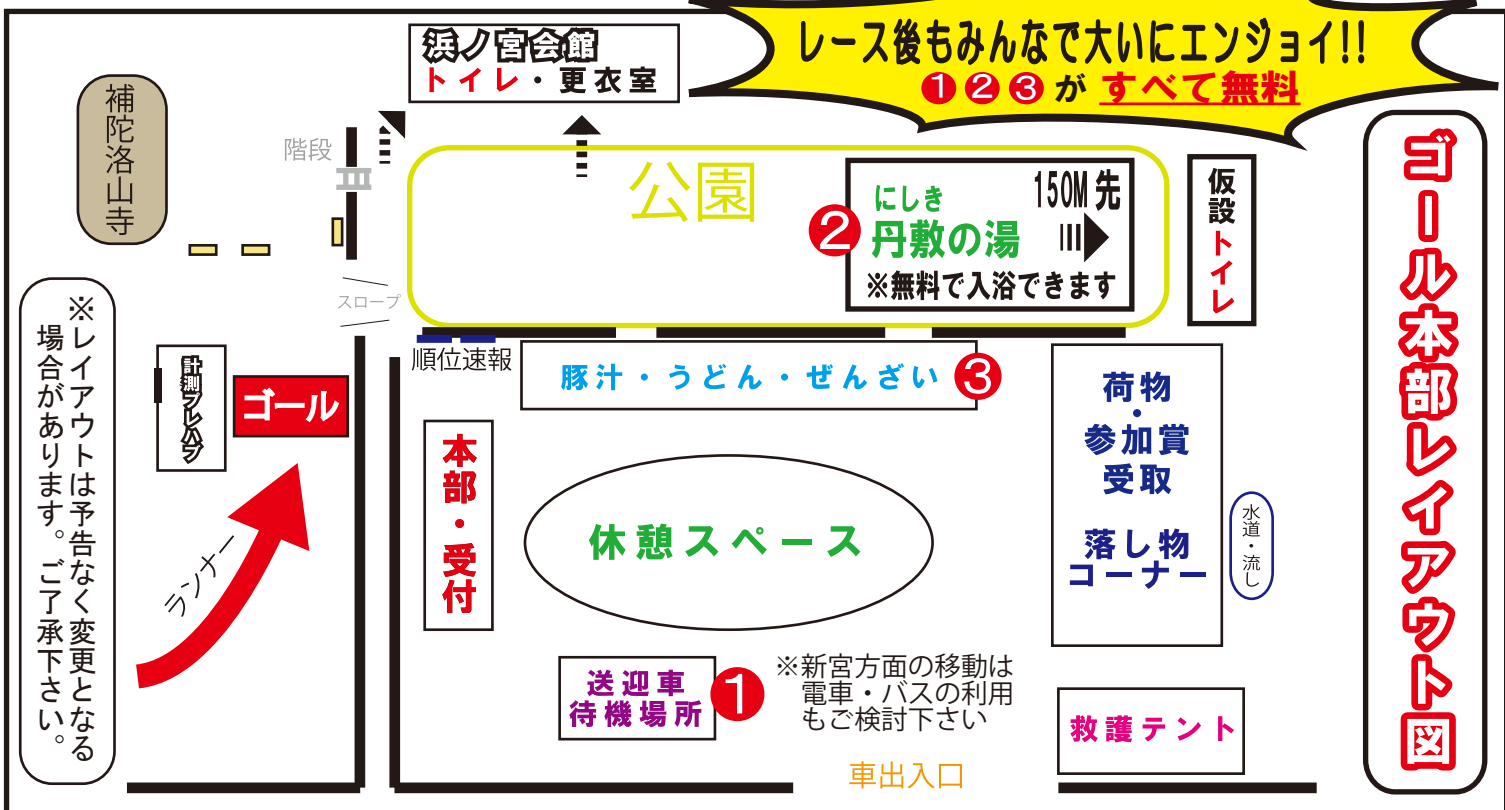 レース後もみんなで大いにエンジョイ!!
❶❷❸が すべて無料
ゴール本部レイアウト図
浜ノ宮会館
トイレ・更衣室
補陀洛山寺
階段
公園
にしき
❷丹敷の湯
150M先
※無料で入浴できます
仮設トイレ
スロープ
※レイアウトは予告なく変更となる
場合があります。ご了承下さい。
計測プレハブ
ゴール
ランナー
順位速報
豚汁・うどん・ぜんざい❸
本部・受付
休憩スペース
荷物
・
参加賞
受取
落し物
コーナー
水道・流し
送迎車
待機場所
❶
※新宮方面の移動は
電車・バスの利用
もご検討下さい
救護テント
車出入口